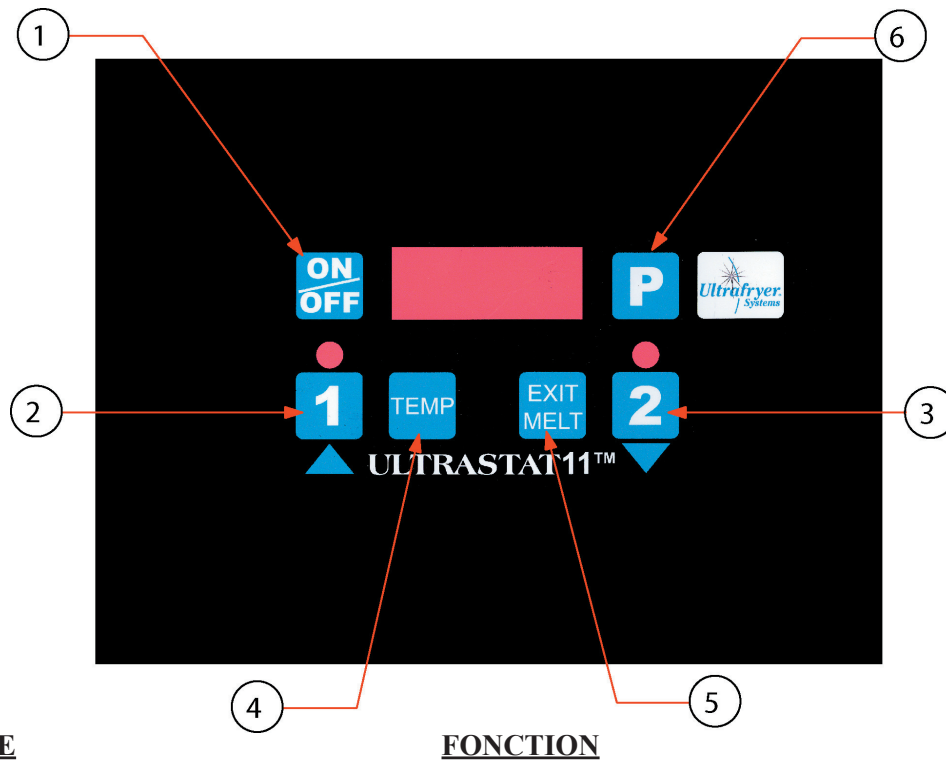 1
6
ON
OFF
P
Ultrafryer
Systems
2
1
TEMP
EXIT
MELT
2
3
ULTRASTAT11™
4
5
E
FONCTION